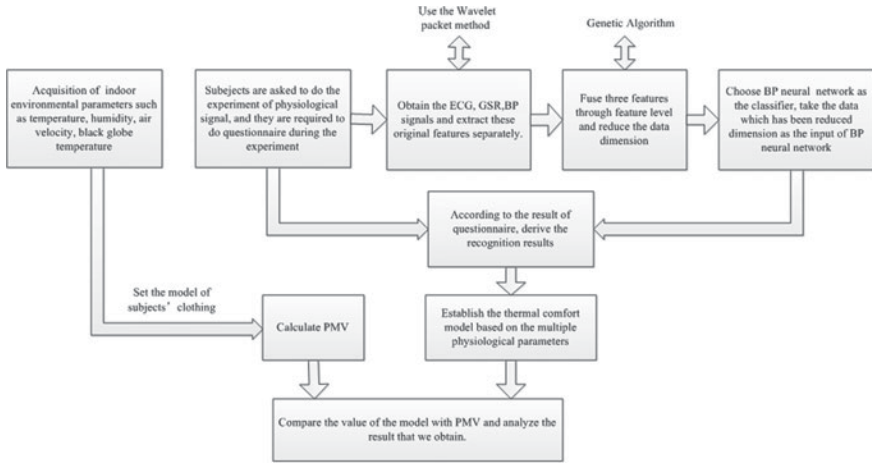 Use the Wavelet
packet method
Genetic Algorithm
Acquisition of indoor
environmental parameters such
as temperature, humidity, air
velocity, black globe
temperature
Subejects are asked to do the
experiment of physiological
signal, and they are required to
do questionnaire during the
experiment
Obtain the ECG, GSR,BP
signals and extract these
original features separately.
Fuse three features
through feature level
and reduce the data
dimension
Choose BP neural network as
the classifier, take the data
which has been reduced
dimension as the input of BP
neural network
According to the result of
questionnaire, derive the
recognition results
Set the model of
subjects’ clothing
Calculate PMV
Establish the thermal comfort
model based on the multiple
physiological parameters
Compare the value of the model with PMV and analyze the
result that we obtain.